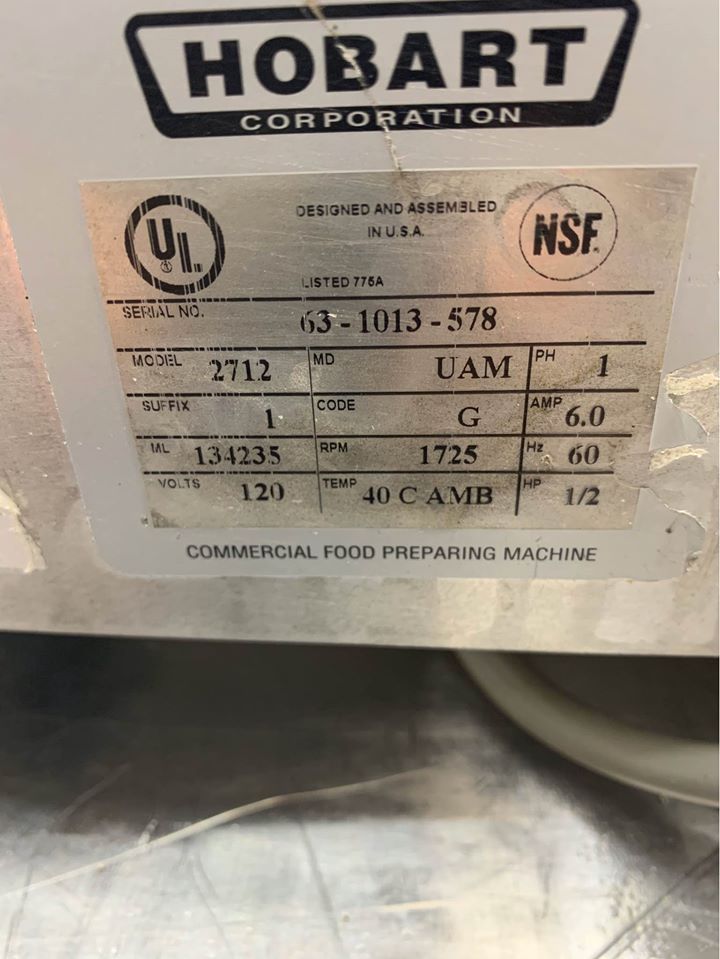 HOBART
CORPORATION
UL
DESIGNED AND ASSEMBLED
IN U.S.A.
NSF
LISTED 776A
SERIAL NO. 63-1013-578
MODEL 2712 MD UAM PH 1
SUFFIX 1 CODE G AMP 6.0
ML 134235 RPM 1725 Hz 60
VOLTS 120 TEMP 40 C AMB HP 1/2
COMMERCIAL FOOD PREPARING MACHINE